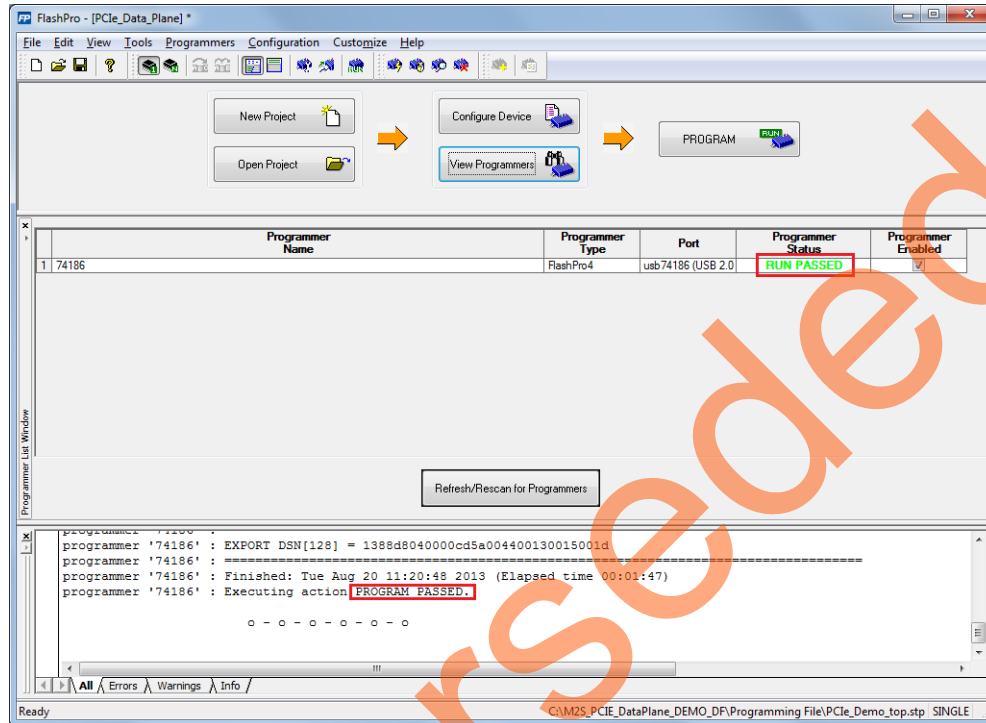 FlashPro - [PCIe_Data_Plane] *
File Edit View Tools Programmers Configuration Customize Help
New Project
Configure Device
PROGRAM
RUN
Open Project
View Programmers
Programmer Name
Programmer Type
Port
Programmer Status
Programmer Enabled
1 74186 FlashPro4 usb74186 (USB 2.0 RUN PASSED
Programmer List Window
Refresh/Rescan for Programmers
programmer '74186' :
programmer '74186' : EXPORT DSN[128] = 1388d8040000cd5a004400130015001d
programmer '74186' : ================================================================================
programmer '74186' : Finished: Tue Aug 20 11:20:48 2013 (Elapsed time 00:01:47)
programmer '74186' : Executing action PROGRAM PASSED.
o - o - o - o - o - o
All Errors Warnings Info
Ready
C:\M2S_PCIE_DataPlane_DEMO_DF\Programming File\PCIe_Demo_top.stp SINGLE
rseded